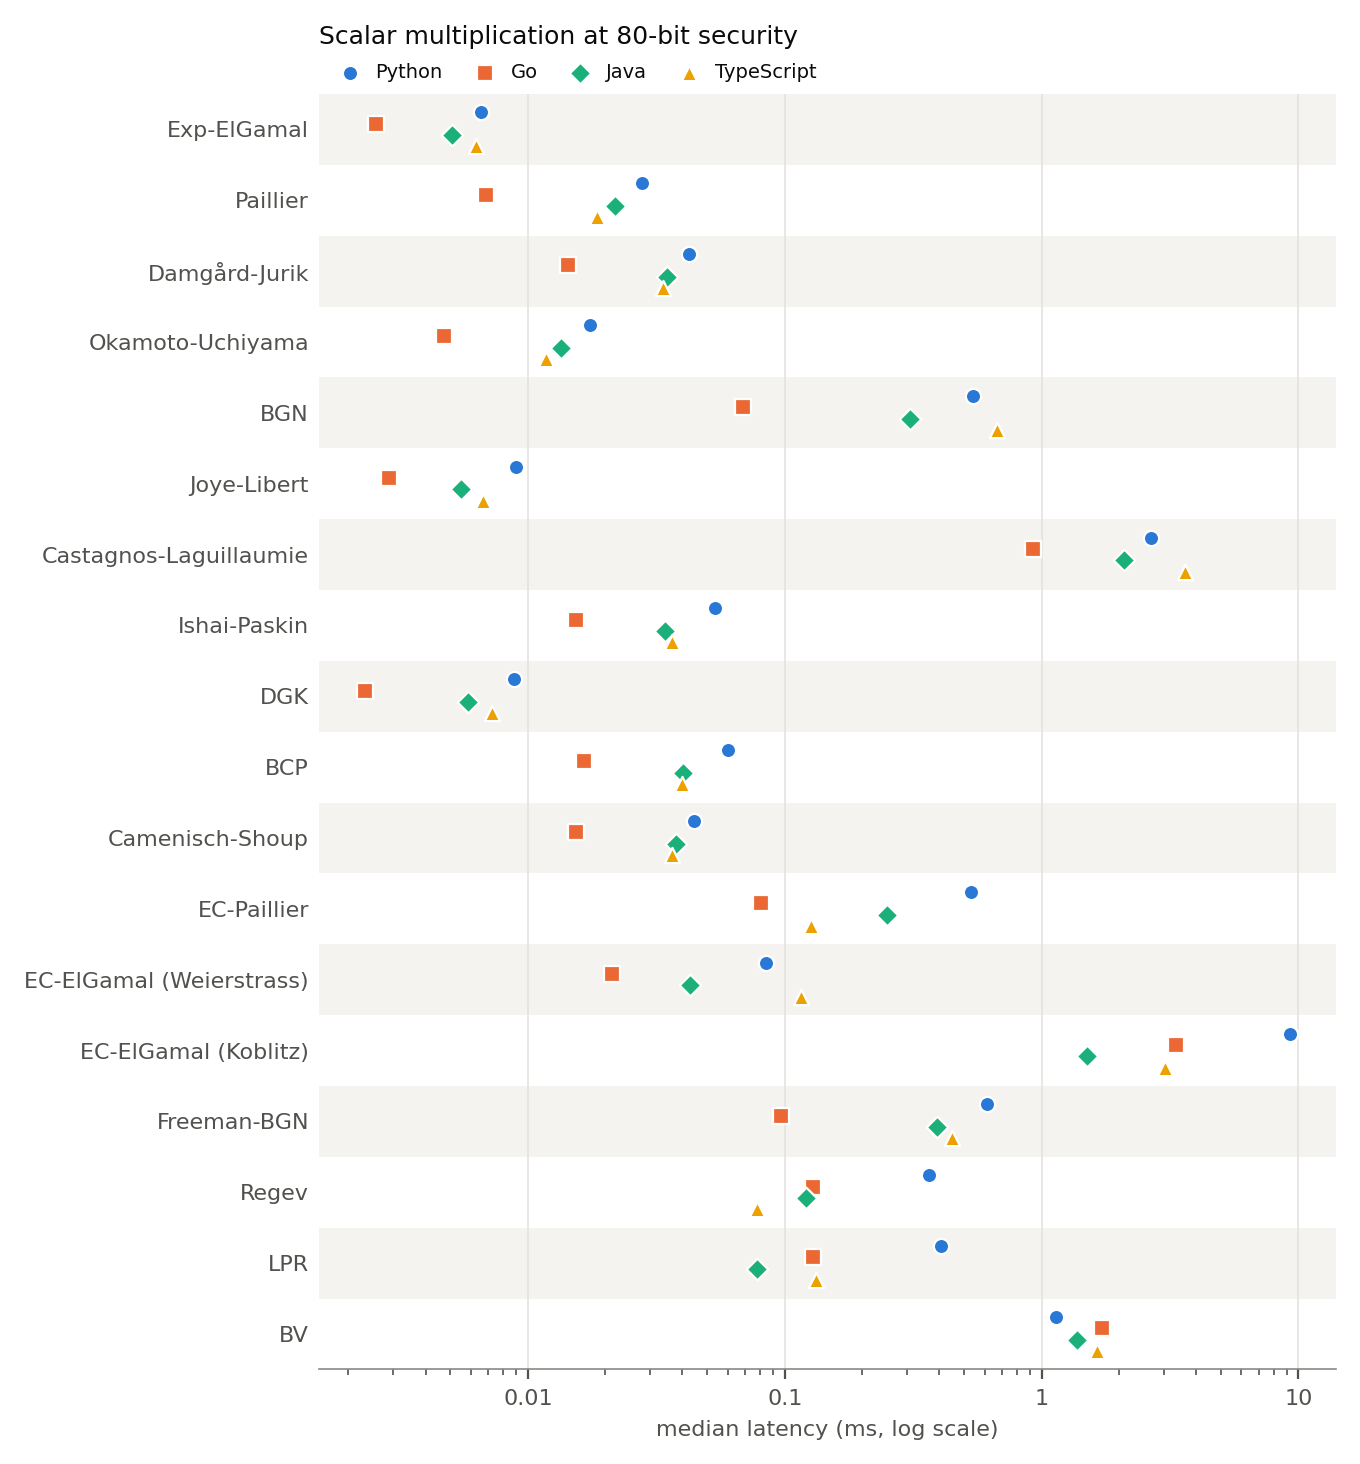 Scalar multiplication at 80-bit security
Python Go Java TypeScript
Exp-ElGamal
Paillier
Damgård-Jurik
Okamoto-Uchiyama
BGN
Joye-Libert
Castagnos-Laguillaumie
Ishai-Paskin
DGK
BCP
Camenisch-Shoup
EC-Paillier
EC-ElGamal (Weierstrass)
EC-ElGamal (Koblitz)
Freeman-BGN
Regev
LPR
BV
0.01 0.1 1 10
median latency (ms, log scale)